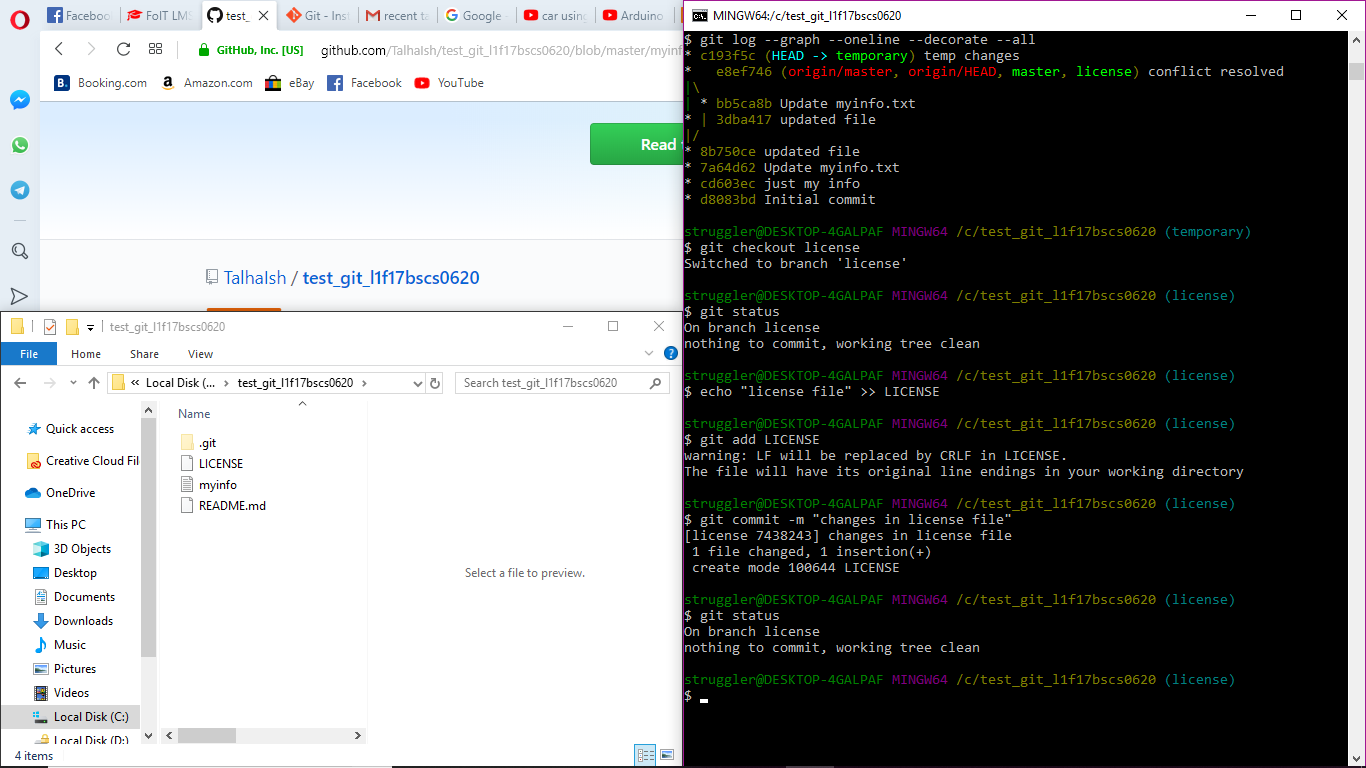 Faceboo
FoIT LMS
test_
Git - Inst
recent ta
Google -
car using
Arduino
GitHub, Inc. [US]
github.com/TalhaIsh/test_git_l1f17bscs0620/blob/master/myinf
Booking.com
Amazon.com
eBay
Facebook
YouTube
Read
TalhaIsh / test_git_l1f17bscs0620
test_git_l1f17bscs0620
File
Home
Share
View
« Local Disk (... › test_git_l1f17bscs0620 ›
Search test_git_l1f17bscs0620
Quick access
Creative Cloud Fil
OneDrive
This PC
3D Objects
Desktop
Documents
Downloads
Music
Pictures
Videos
Local Disk (C:)
Local Disk (D:)
Name
.git
LICENSE
myinfo
README.md
Select a file to preview.
4 items
MINGW64:/c/test_git_l1f17bscs0620
$ git log --graph --oneline --decorate --all
* c193f5c (HEAD -> temporary) temp changes
*   e8ef746 (origin/master, origin/HEAD, master, license) conflict resolved
|\
| * bb5ca8b Update myinfo.txt
* | 3dba417 updated file
|/
* 8b750ce updated file
* 7a64d62 Update myinfo.txt
* cd603ec just my info
* d8083bd Initial commit
struggler@DESKTOP-4GALPAF MINGW64 /c/test_git_l1f17bscs0620 (temporary)
$ git checkout license
Switched to branch 'license'
struggler@DESKTOP-4GALPAF MINGW64 /c/test_git_l1f17bscs0620 (license)
$ git status
On branch license
nothing to commit, working tree clean
struggler@DESKTOP-4GALPAF MINGW64 /c/test_git_l1f17bscs0620 (license)
$ echo "license file" >> LICENSE
struggler@DESKTOP-4GALPAF MINGW64 /c/test_git_l1f17bscs0620 (license)
$ git add LICENSE
warning: LF will be replaced by CRLF in LICENSE.
The file will have its original line endings in your working directory
struggler@DESKTOP-4GALPAF MINGW64 /c/test_git_l1f17bscs0620 (license)
$ git commit -m "changes in license file"
[license 7438243] changes in license file
 1 file changed, 1 insertion(+)
 create mode 100644 LICENSE
struggler@DESKTOP-4GALPAF MINGW64 /c/test_git_l1f17bscs0620 (license)
$ git status
On branch license
nothing to commit, working tree clean
struggler@DESKTOP-4GALPAF MINGW64 /c/test_git_l1f17bscs0620 (license)
$